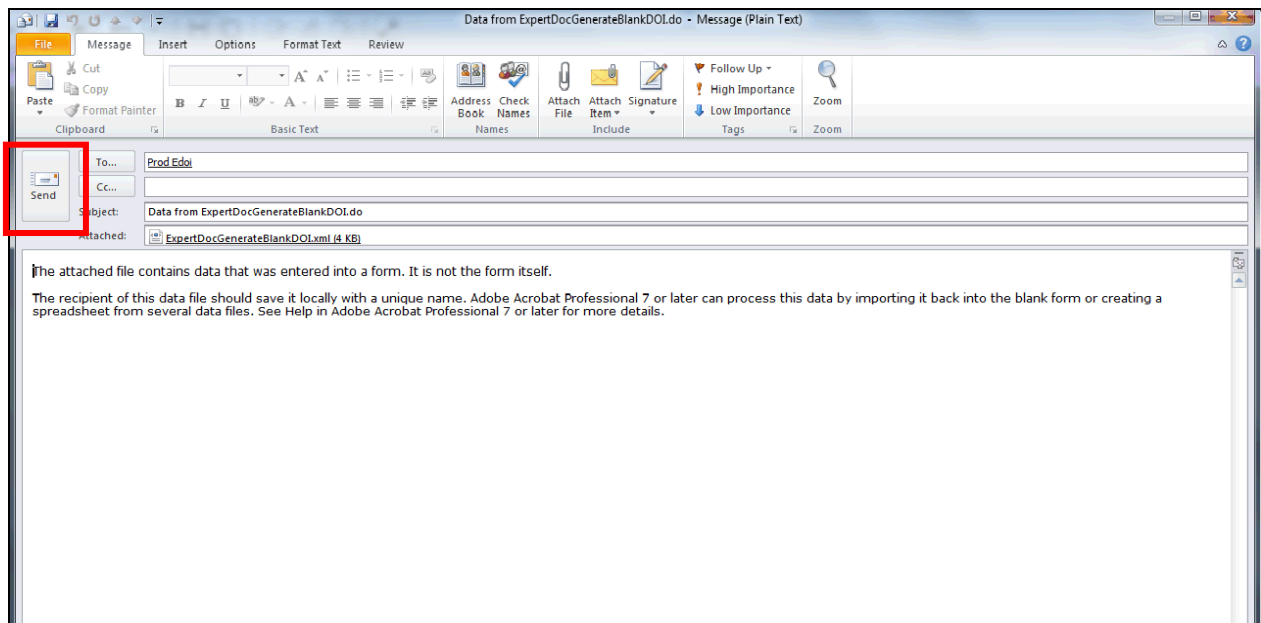 Data from ExpertDocGenerateBlankDOI.do - Message (Plain Text)
File Message Insert Options Format Text Review
Cut
Copy
Format Painter
Paste
Clipboard
B I U
Basic Text
Address Book
Check Names
Names
Attach File
Attach Item
Signature
Include
Follow Up
High Importance
Low Importance
Tags
Zoom
Zoom
Send
To... Prod Edoi
Cc...
Subject: Data from ExpertDocGenerateBlankDOI.do
Attached: ExpertDocGenerateBlankDOI.xml (4 KB)
The attached file contains data that was entered into a form. It is not the form itself.
The recipient of this data file should save it locally with a unique name. Adobe Acrobat Professional 7 or later can process this data by importing it back into the blank form or creating a
spreadsheet from several data files. See Help in Adobe Acrobat Professional 7 or later for more details.